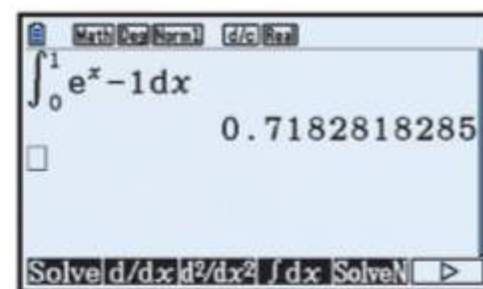 Math Deg Norm1 d/c Real
∫₀¹ eˣ−1dx
0.7182818285
Solve d/dx d²/dx² ∫dx SolveN ▷